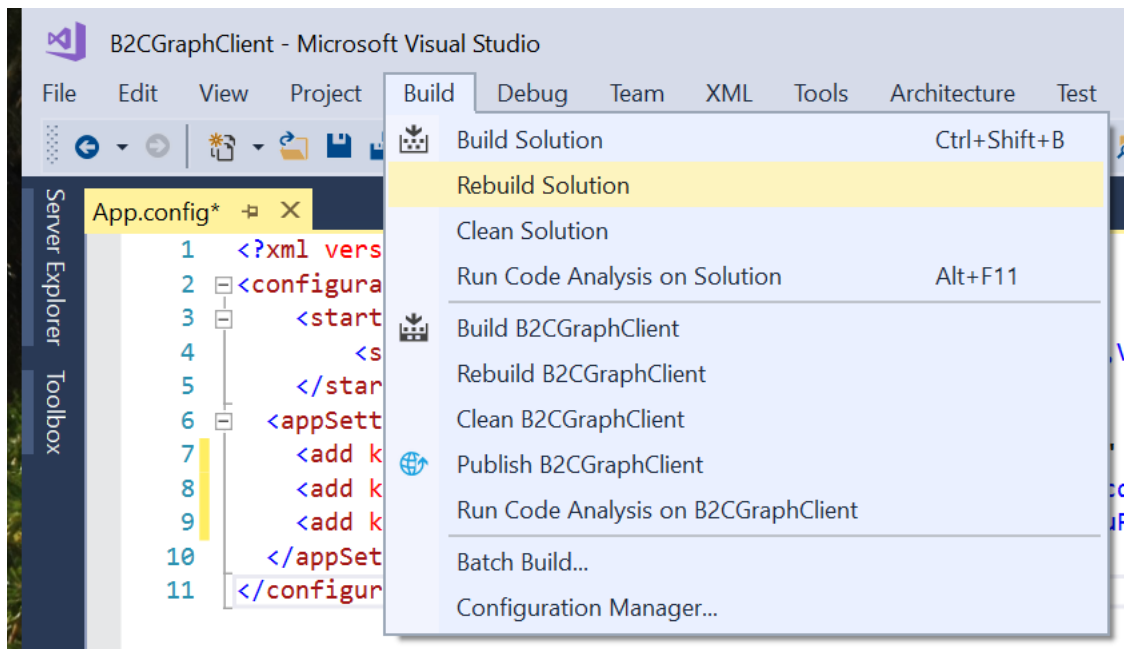 B2CGraphClient - Microsoft Visual Studio
File Edit View Project Build Debug Team XML Tools Architecture Test
Build Solution Ctrl+Shift+B
Rebuild Solution
Clean Solution
Run Code Analysis on Solution Alt+F11
Build B2CGraphClient
Rebuild B2CGraphClient
Clean B2CGraphClient
Publish B2CGraphClient
Run Code Analysis on B2CGraphClient
Batch Build...
Configuration Manager...
Server Explorer
Toolbox
App.config*
1 <?xml vers
2 <configura
3 <start
4 <s
5 </star
6 <appSett
7 <add k
8 <add k
9 <add k
10 </appSet
11 </configur